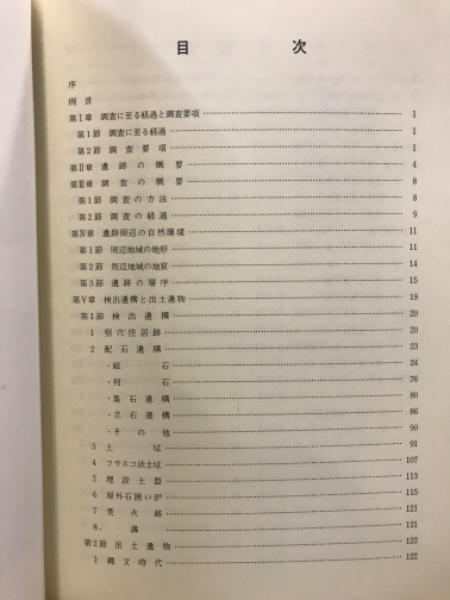 目 次
序
例言
第Ⅰ章 調査に至る経過と調査要項 1
第1節 調査に至る経過 1
第2節 調査要項 1
第Ⅱ章 遺跡の概要 4
第Ⅲ章 調査の概要 8
第1節 調査の方法 8
第2節 調査の経過 9
第Ⅳ章 遺跡周辺の自然環境 11
第1節 周辺地域の地形 11
第2節 周辺地域の地質 14
第3節 遺跡の層序 15
第Ⅴ章 検出遺構と出土遺物 19
第1節 検出遺構 20
1 竪穴住居跡 20
2 配石遺構 23
・組石 24
・列石 76
・集石遺構 80
・立石遺構 86
・その他 90
3 土坑 91
4 フラスコ状土坑 107
5 埋設土器 113
6 屋外石囲い炉 115
7 焚火跡 121
8. 溝 121
第2節 出土遺物 122
1 縄文時代 122